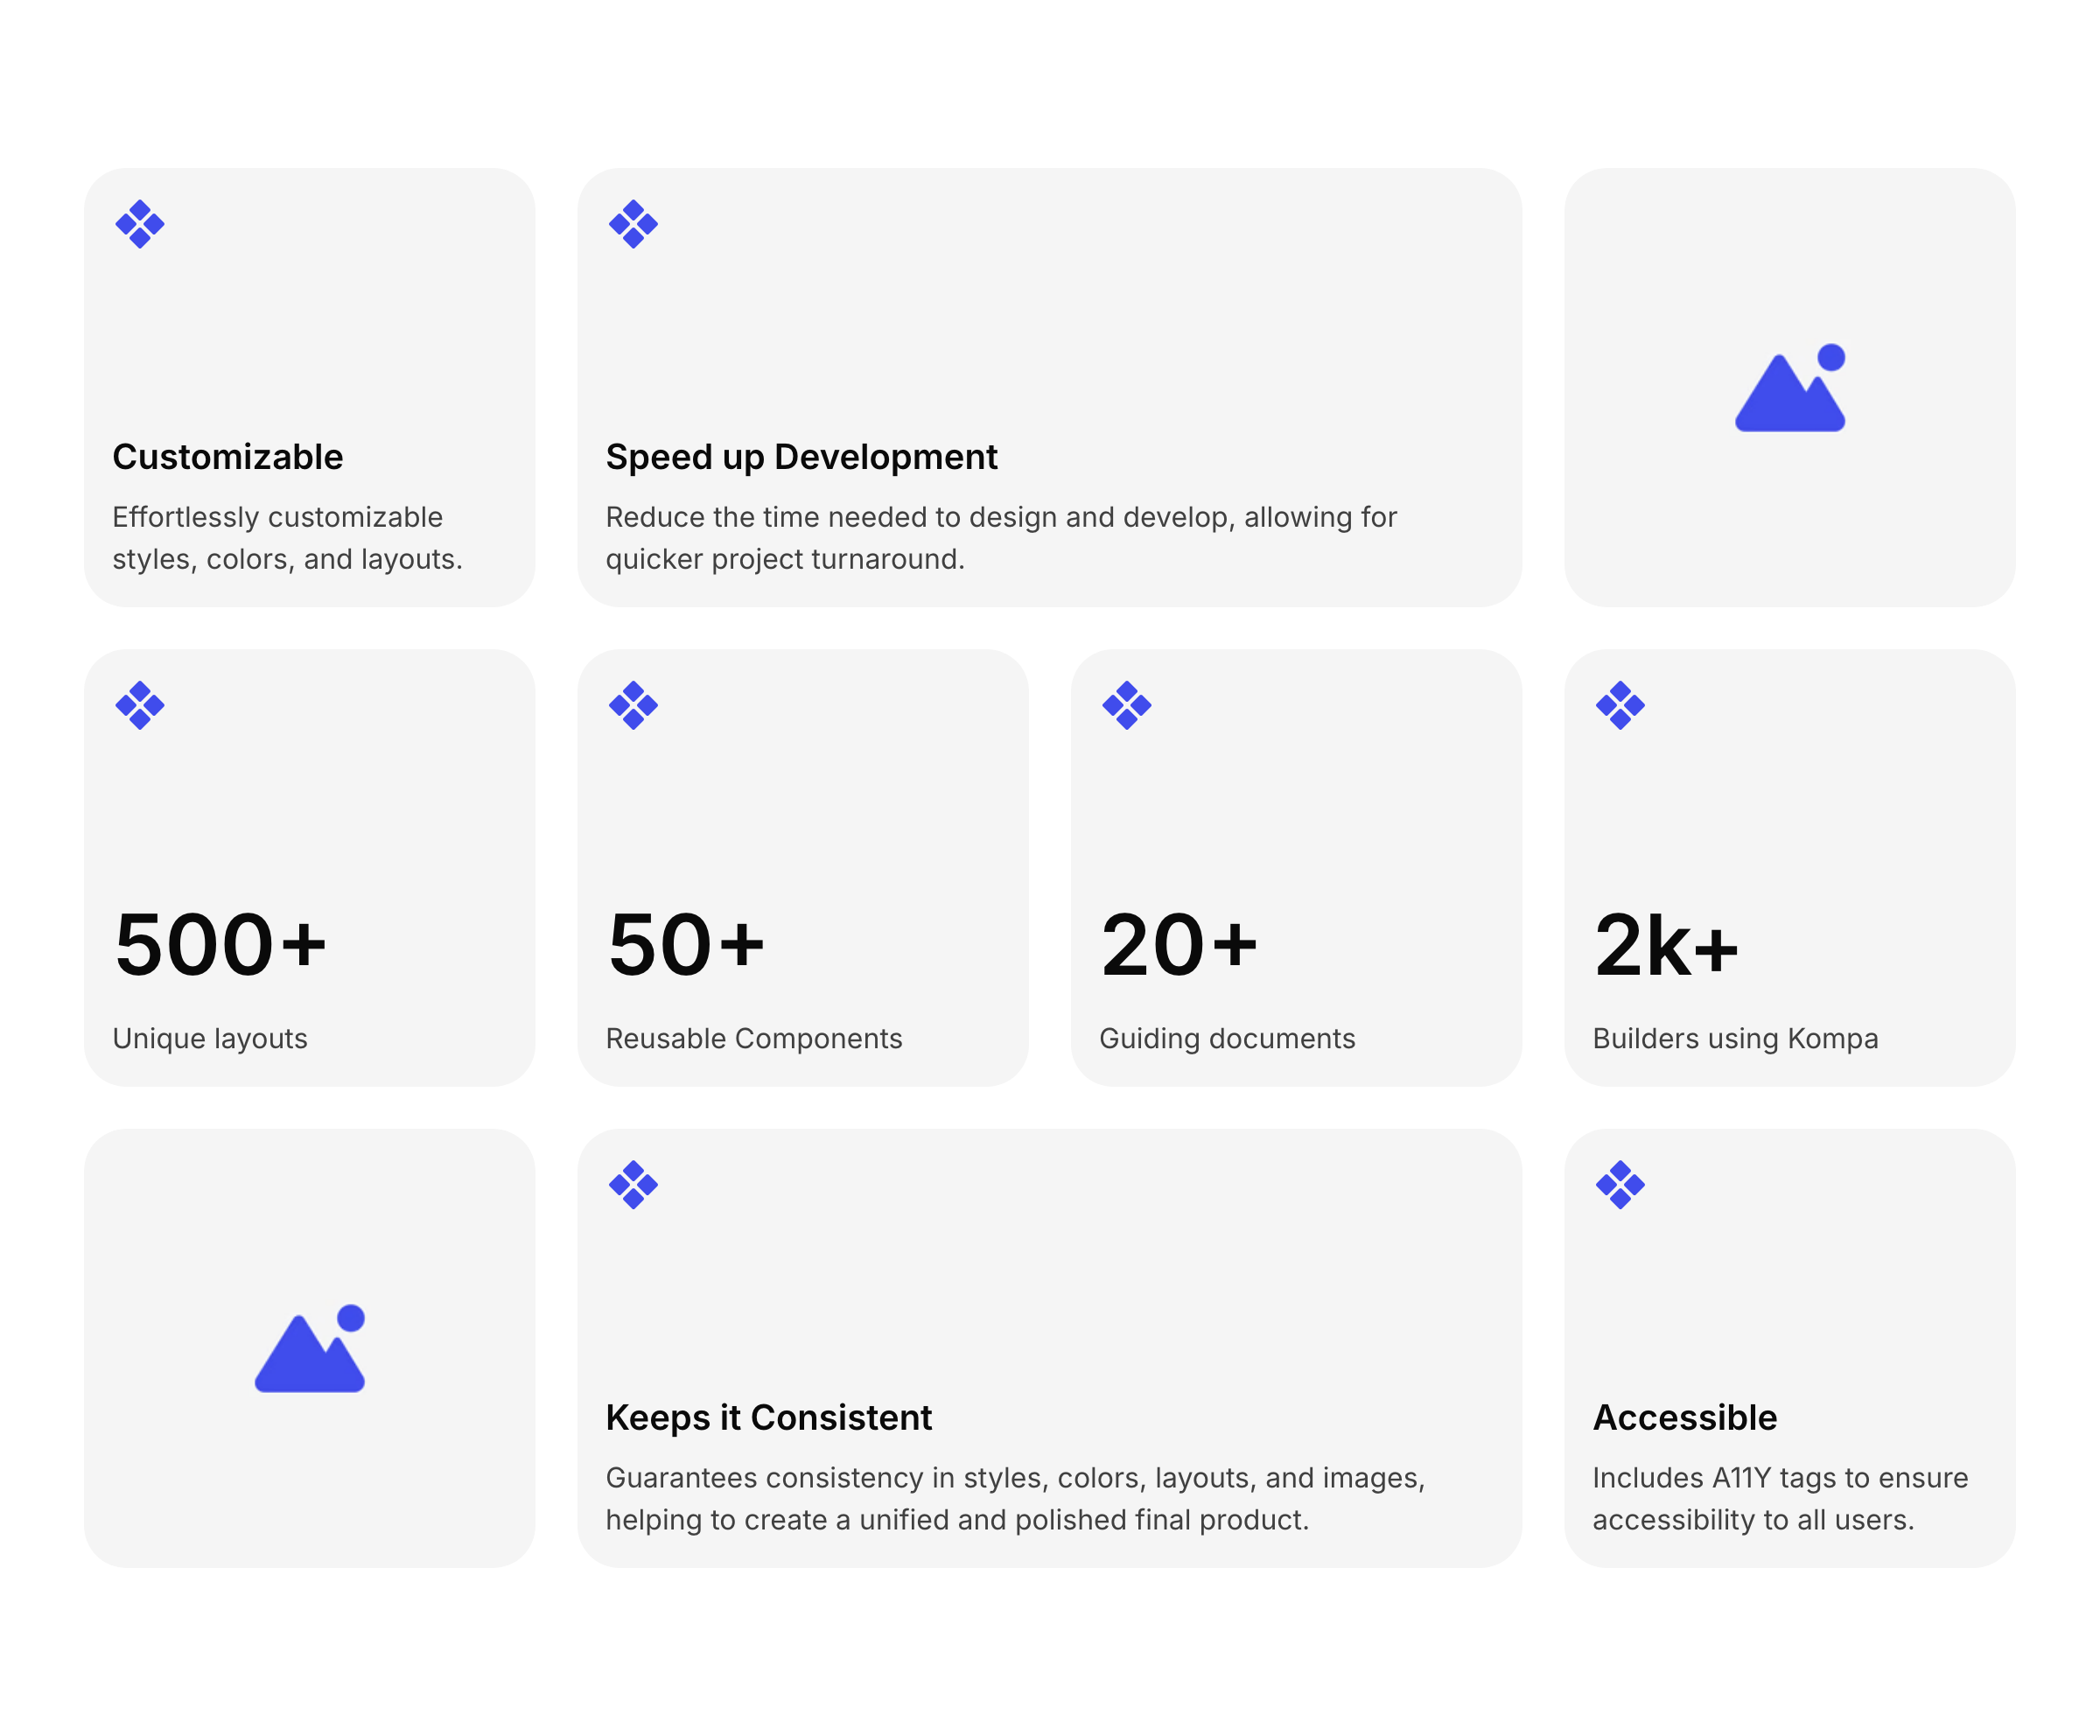 Customizable
Effortlessly customizable
styles, colors, and layouts.
Speed up Development
Reduce the time needed to design and develop, allowing for
quicker project turnaround.
500+
Unique layouts
50+
Reusable Components
20+
Guiding documents
2k+
Builders using Kompa
Keeps it Consistent
Guarantees consistency in styles, colors, layouts, and images,
helping to create a unified and polished final product.
Accessible
Includes A11Y tags to ensure
accessibility to all users.